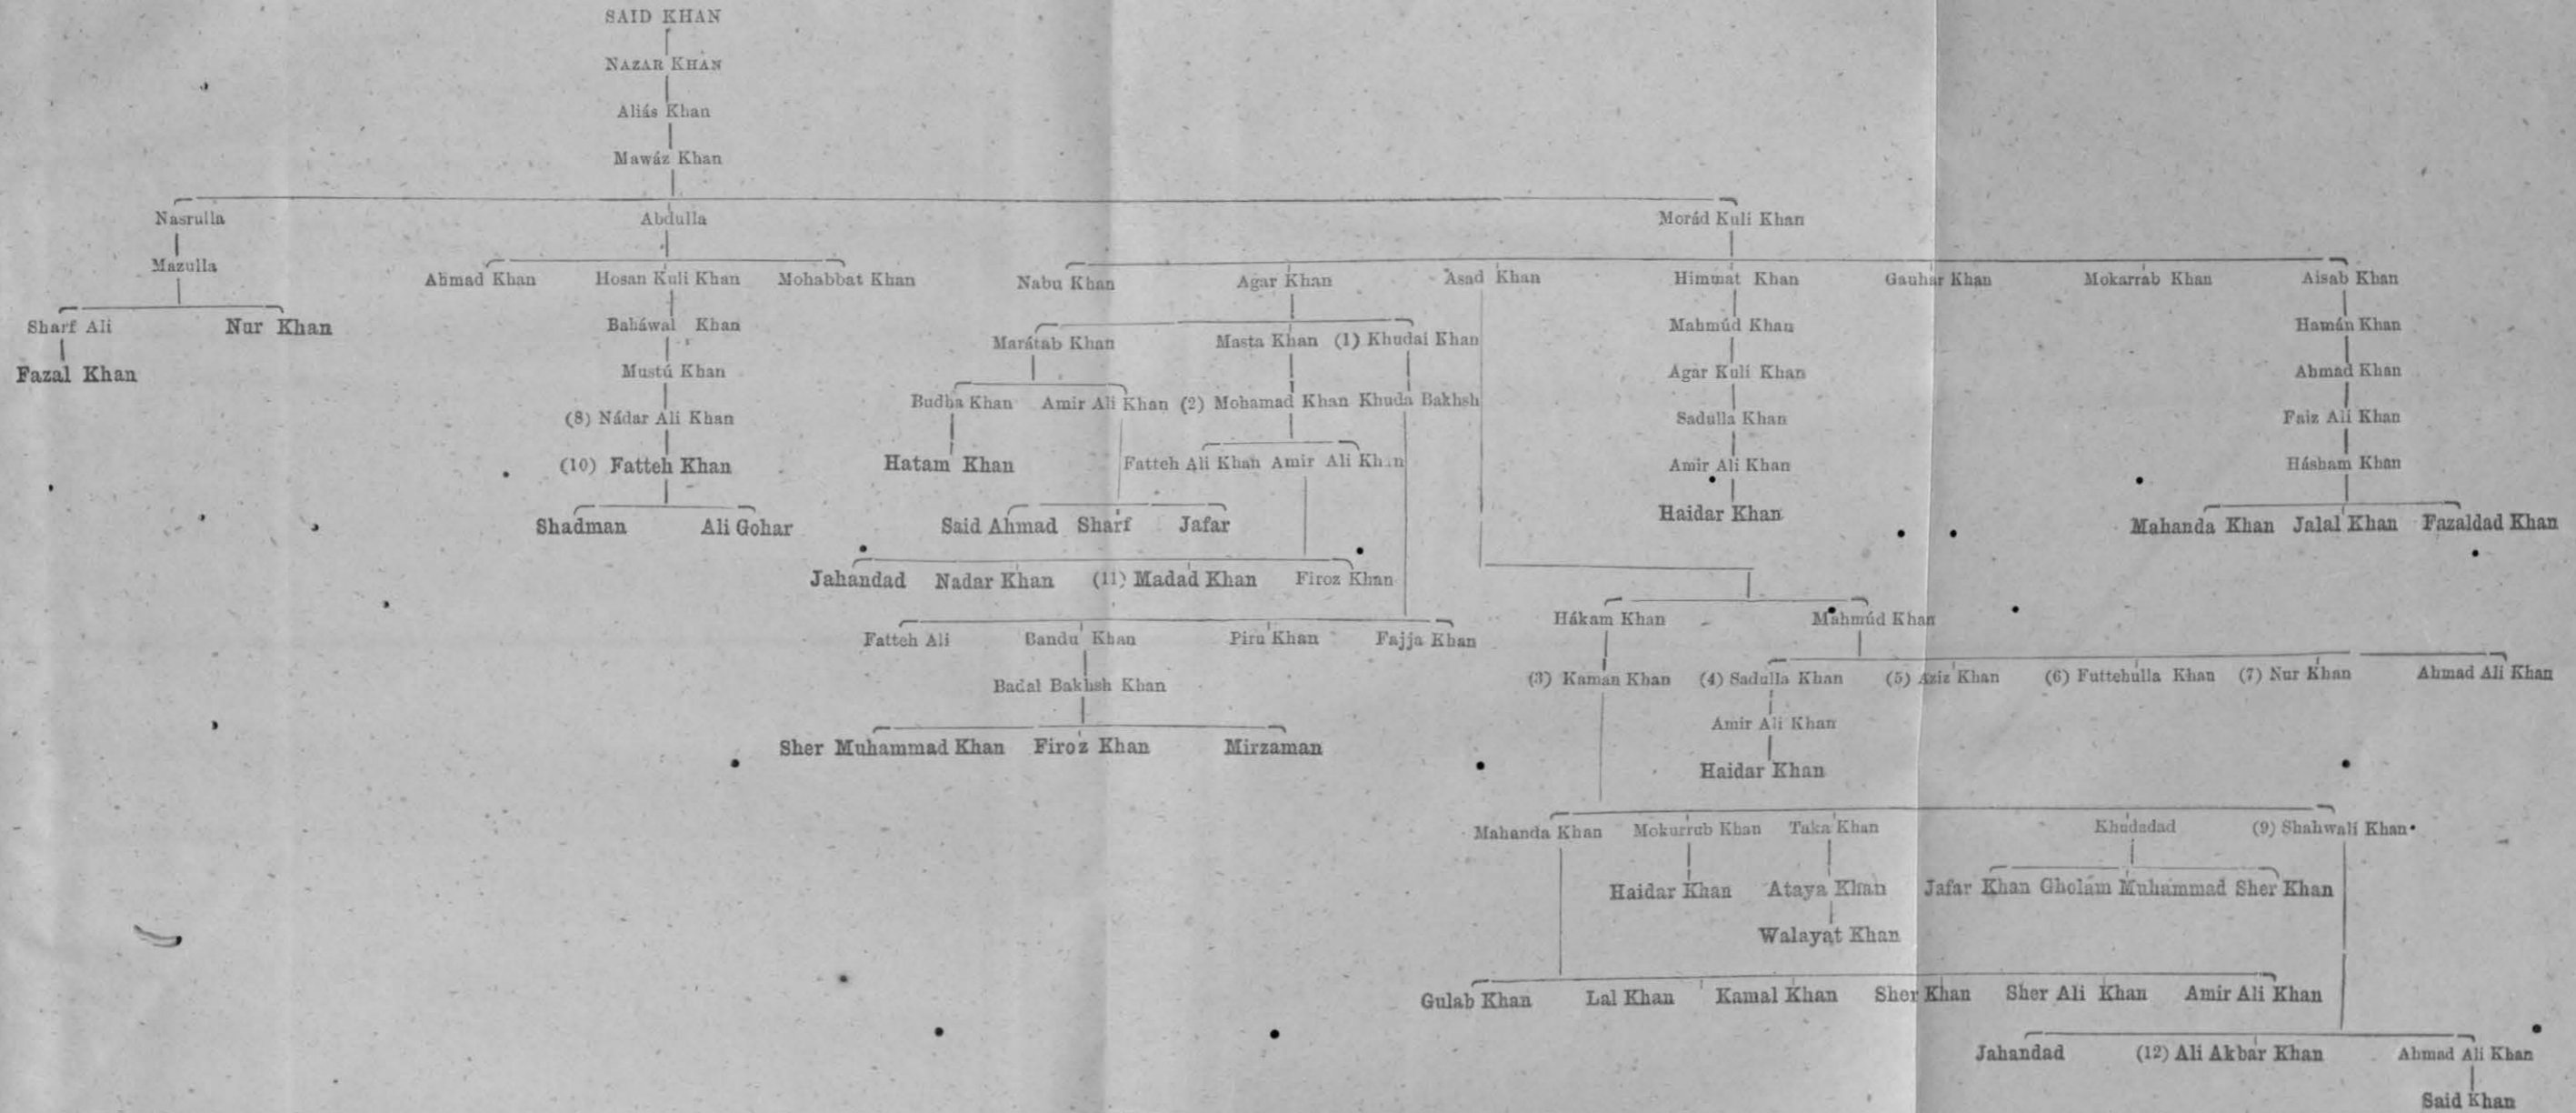 SAID KHAN
NAZAR KHAN
Aliás Khan
Mawáz Khan
Nasrulla Abdulla Morád Kuli Khan
Mazulla
Ahmad Khan Hosan Kuli Khan Mohabbat Khan Nabu Khan Agar Khan Asad Khan Himmat Khan Gauhar Khan Mokarrab Khan Aisab Khan
Sharf Ali Nur Khan Baháwal Khan Marátab Khan Masta Khan (1) Khudai Khan Mahmúd Khan Hamán Khan
Fazal Khan Mustú Khan Agar Kuli Khan Ahmad Khan
Budha Khan Amir Ali Khan (2) Mohamad Khan Khuda Bakhsh
(8) Nádar Ali Khan Sadulla Khan Faiz Ali Khan
(10) Fatteh Khan Hatam Khan Fatteh Ali Khan Amir Ali Khan Amir Ali Khan Hásham Khan
Haidar Khan
Shadman Ali Gohar Said Ahmad Sharf Jafar Mahanda Khan Jalal Khan Fazaldad Khan
Jahandad Nadar Khan (11) Madad Khan Firoz Khan
Hákam Khan Mahmúd Khan
Fatteh Ali Bandu Khan Piru Khan Fajja Khan
(3) Kaman Khan (4) Sadulla Khan (5) Aziz Khan (6) Futtehulla Khan (7) Nur Khan Ahmad Ali Khan
Badal Bakhsh Khan
Amir Ali Khan
Sher Muhammad Khan Firoz Khan Mirzaman
Haidar Khan
Mahanda Khan Mokurrub Khan Taka Khan Khudadad (9) Shahwali Khan
Haidar Khan Ataya Khan Jafar Khan Gholam Muhammad Sher Khan
Walayat Khan
Gulab Khan Lal Khan Kamal Khan Sher Khan Sher Ali Khan Amir Ali Khan
Jahandad (12) Ali Akbar Khan Ahmad Ali Khan
Said Khan